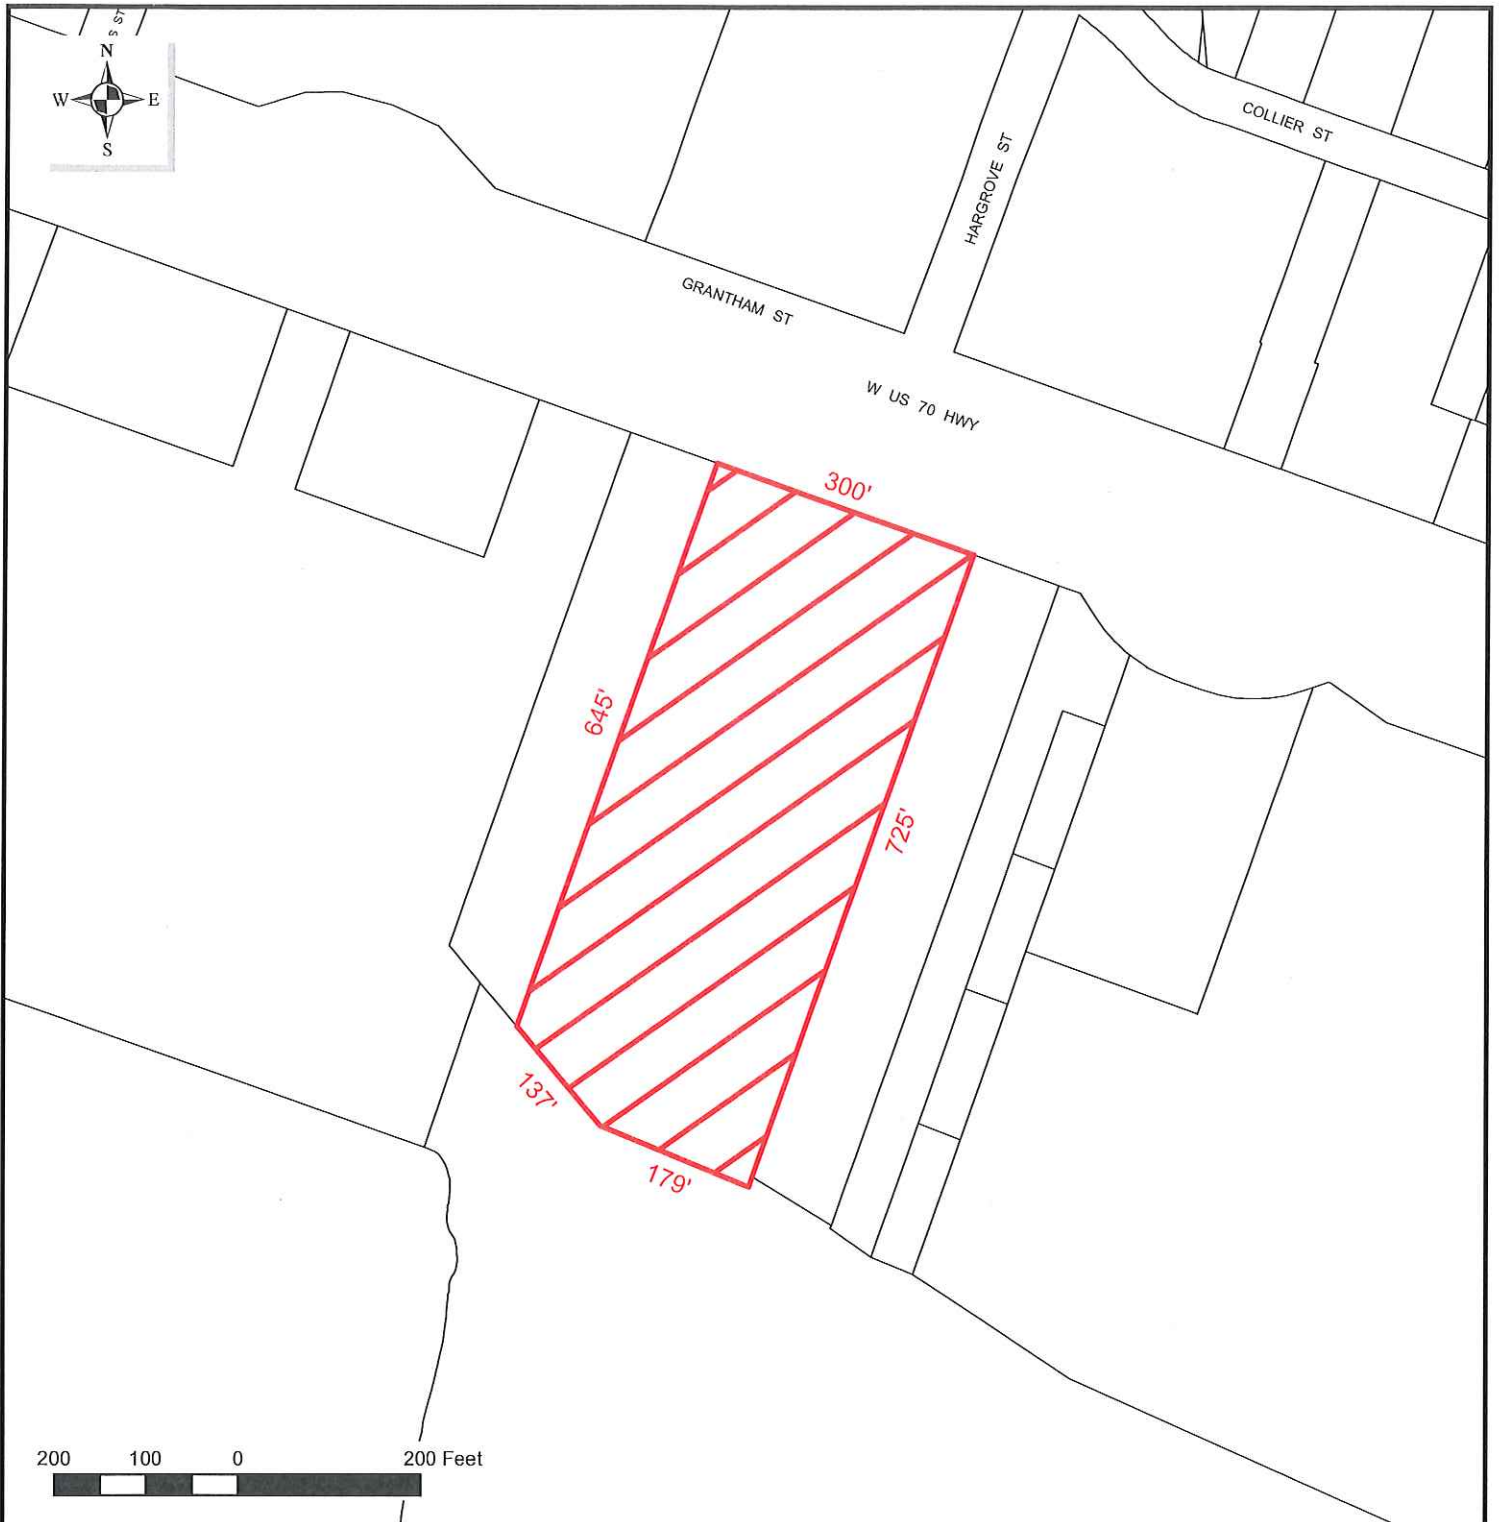 S ST
N
W E
S
COLLIER ST
HARGROVE ST
GRANTHAM ST
W US 70 HWY
300'
645'
725'
137'
179'
200 100 0 200 Feet